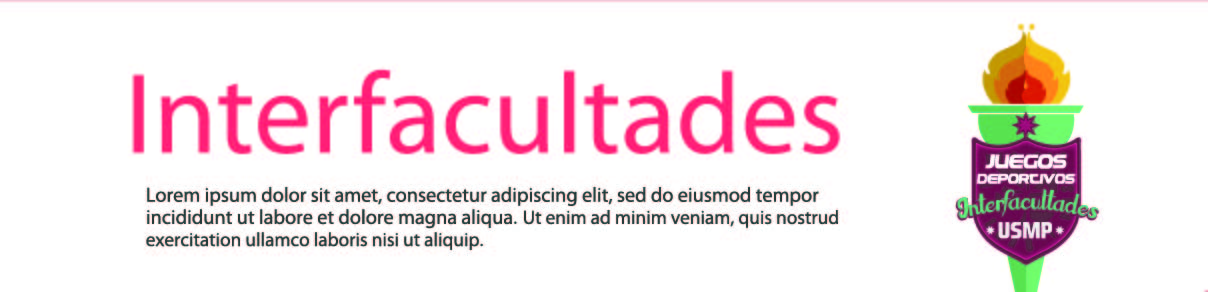 Interfacultades
Lorem ipsum dolor sit amet, consectetur adipiscing elit, sed do eiusmod tempor
incididunt ut labore et dolore magna aliqua. Ut enim ad minim veniam, quis nostrud
exercitation ullamco laboris nisi ut aliquip.
JUEGOS
DEPORTIVOS
Interfacultades
USMP